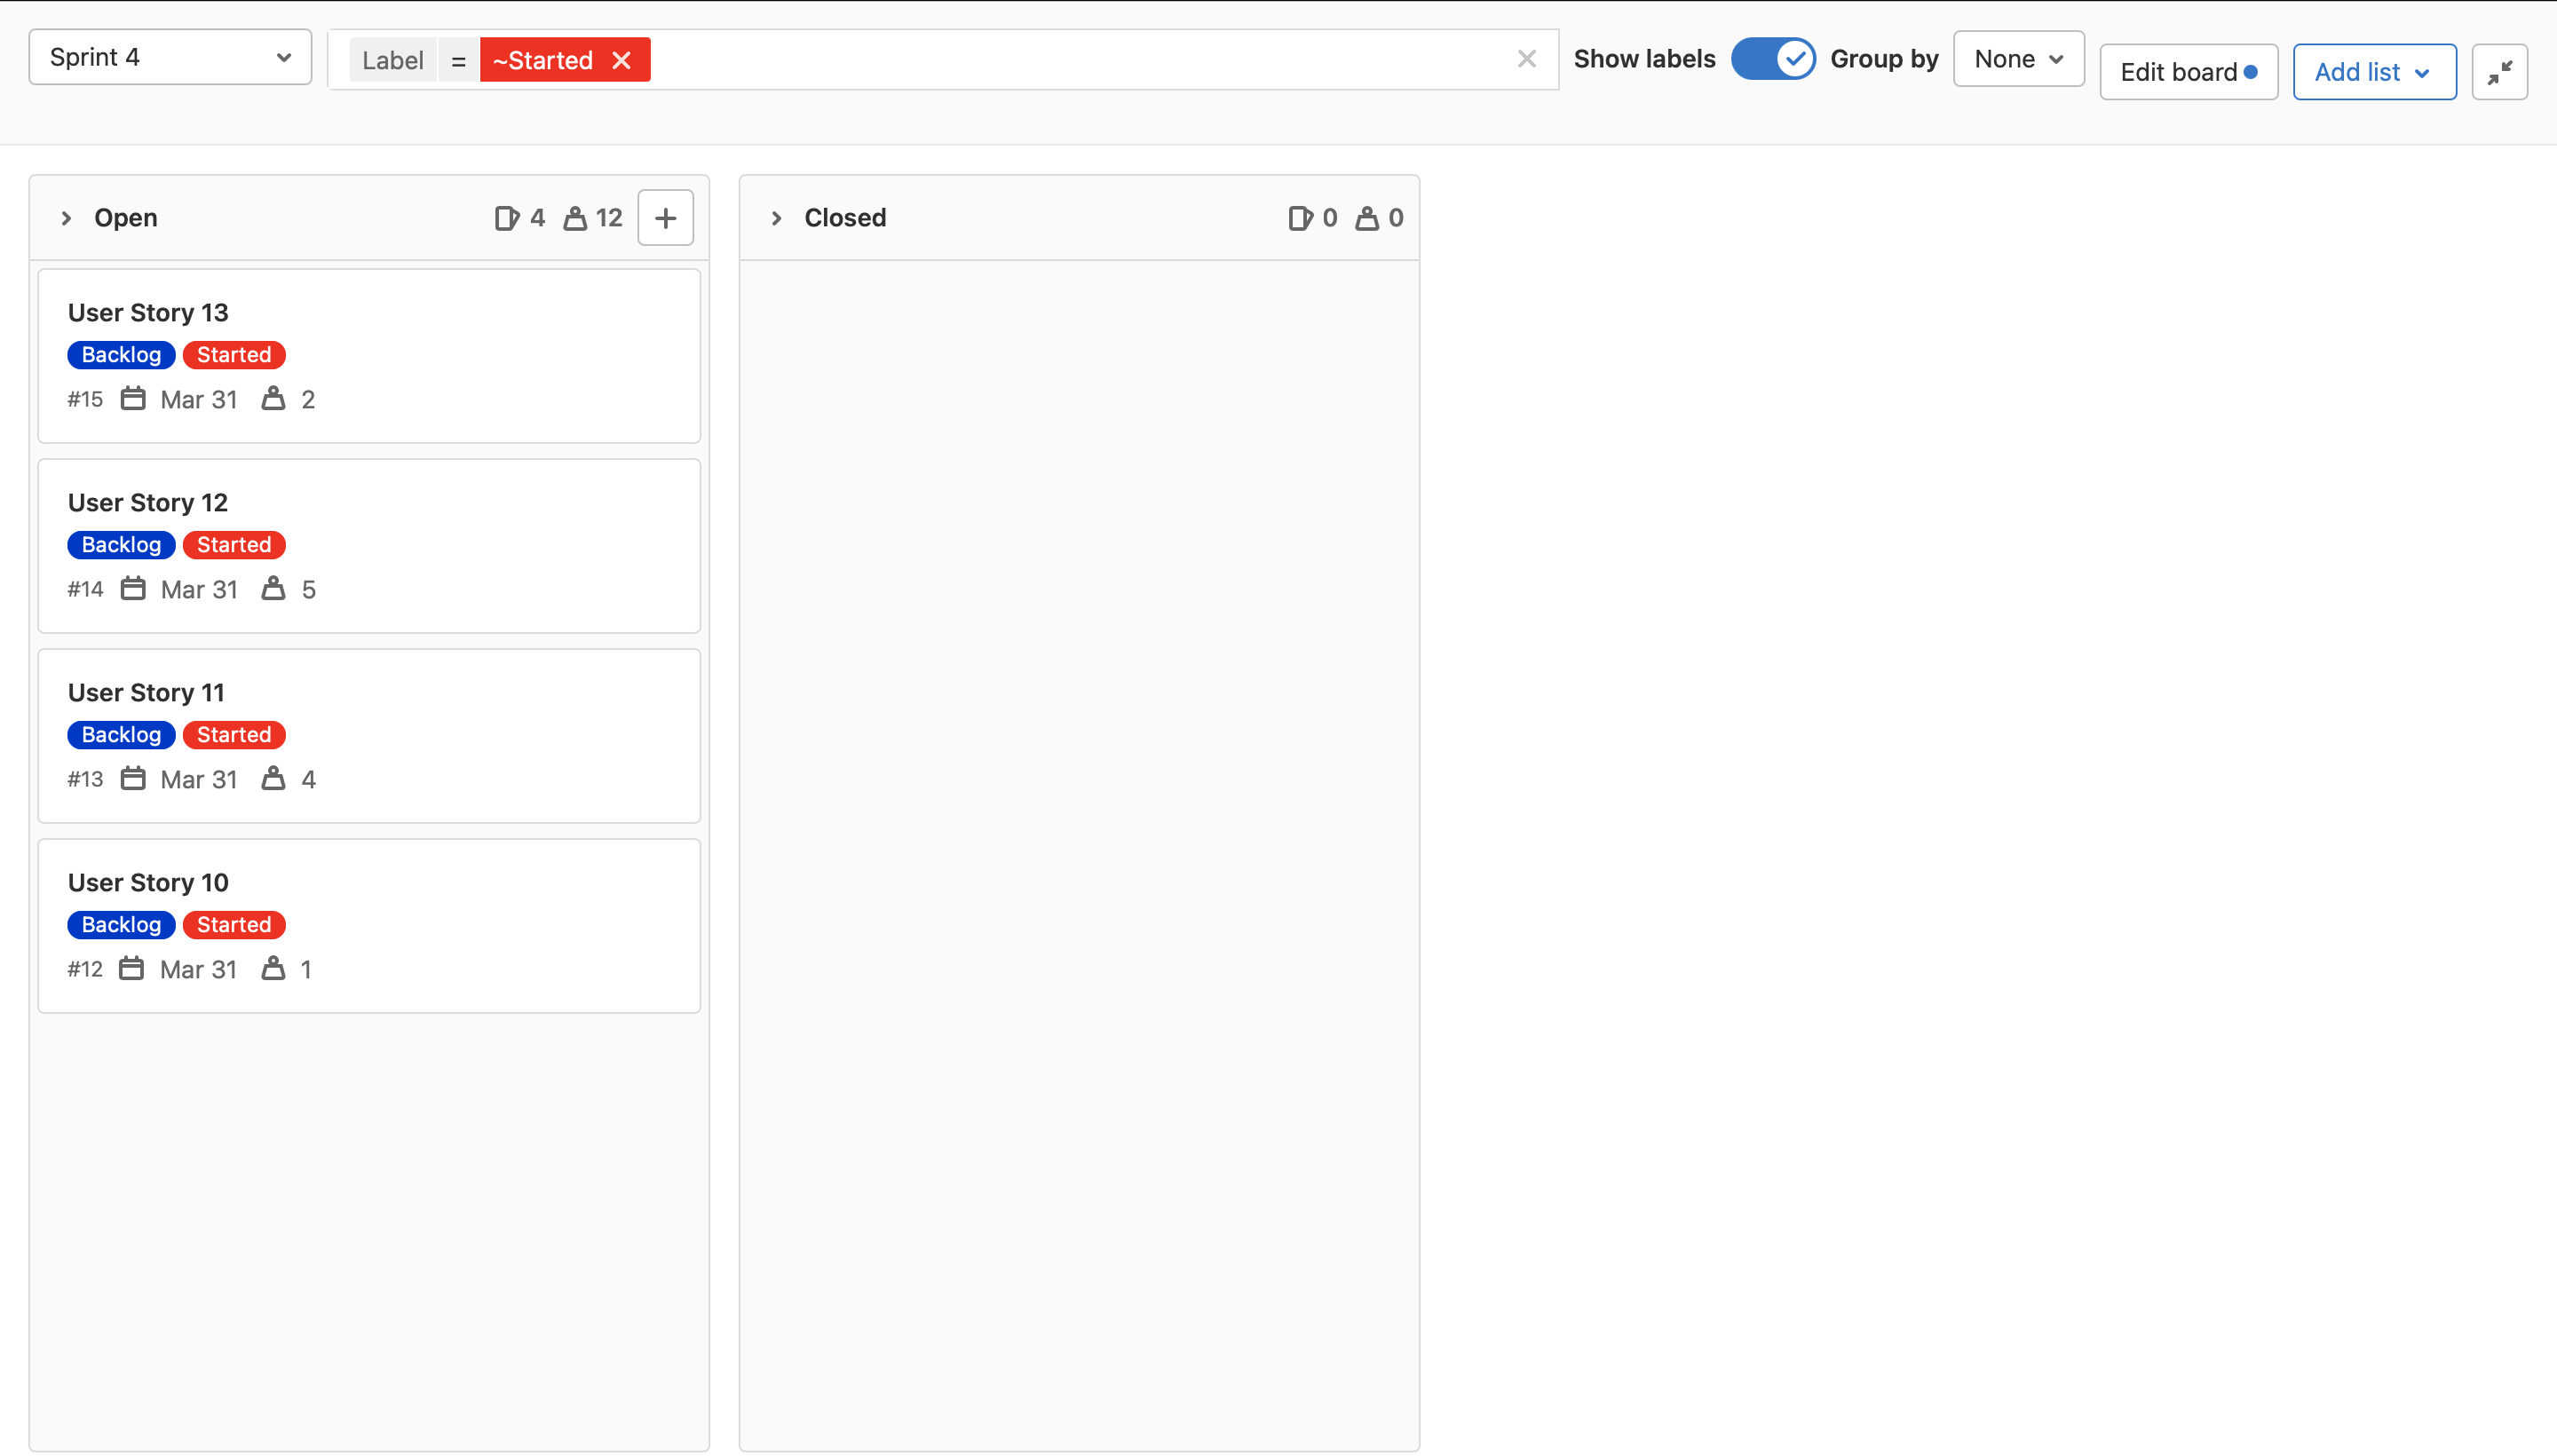 Sprint 4
Label = ~Started
Show labels
Group by
None
Edit board
Add list
Open 4 12
User Story 13
Backlog Started
#15 Mar 31 2
User Story 12
Backlog Started
#14 Mar 31 5
User Story 11
Backlog Started
#13 Mar 31 4
User Story 10
Backlog Started
#12 Mar 31 1
Closed 0 0